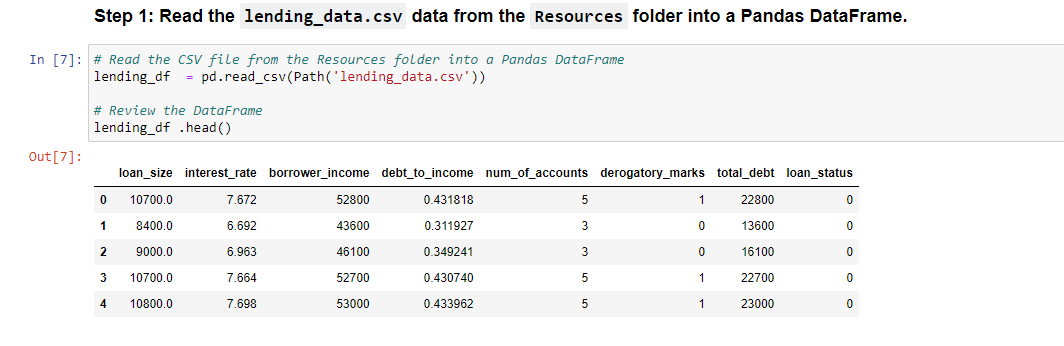 Step 1: Read the lending_data.csv data from the Resources folder into a Pandas DataFrame.
In [7]: # Read the CSV file from the Resources folder into a Pandas DataFrame
lending_df  = pd.read_csv(Path('lending_data.csv'))
# Review the DataFrame
lending_df .head()
Out[7]:
loan_size interest_rate borrower_income debt_to_income num_of_accounts derogatory_marks total_debt loan_status
0 10700.0 7.672 52800 0.431818 5 1 22800 0
1 8400.0 6.692 43600 0.311927 3 0 13600 0
2 9000.0 6.963 46100 0.349241 3 0 16100 0
3 10700.0 7.664 52700 0.430740 5 1 22700 0
4 10800.0 7.698 53000 0.433962 5 1 23000 0